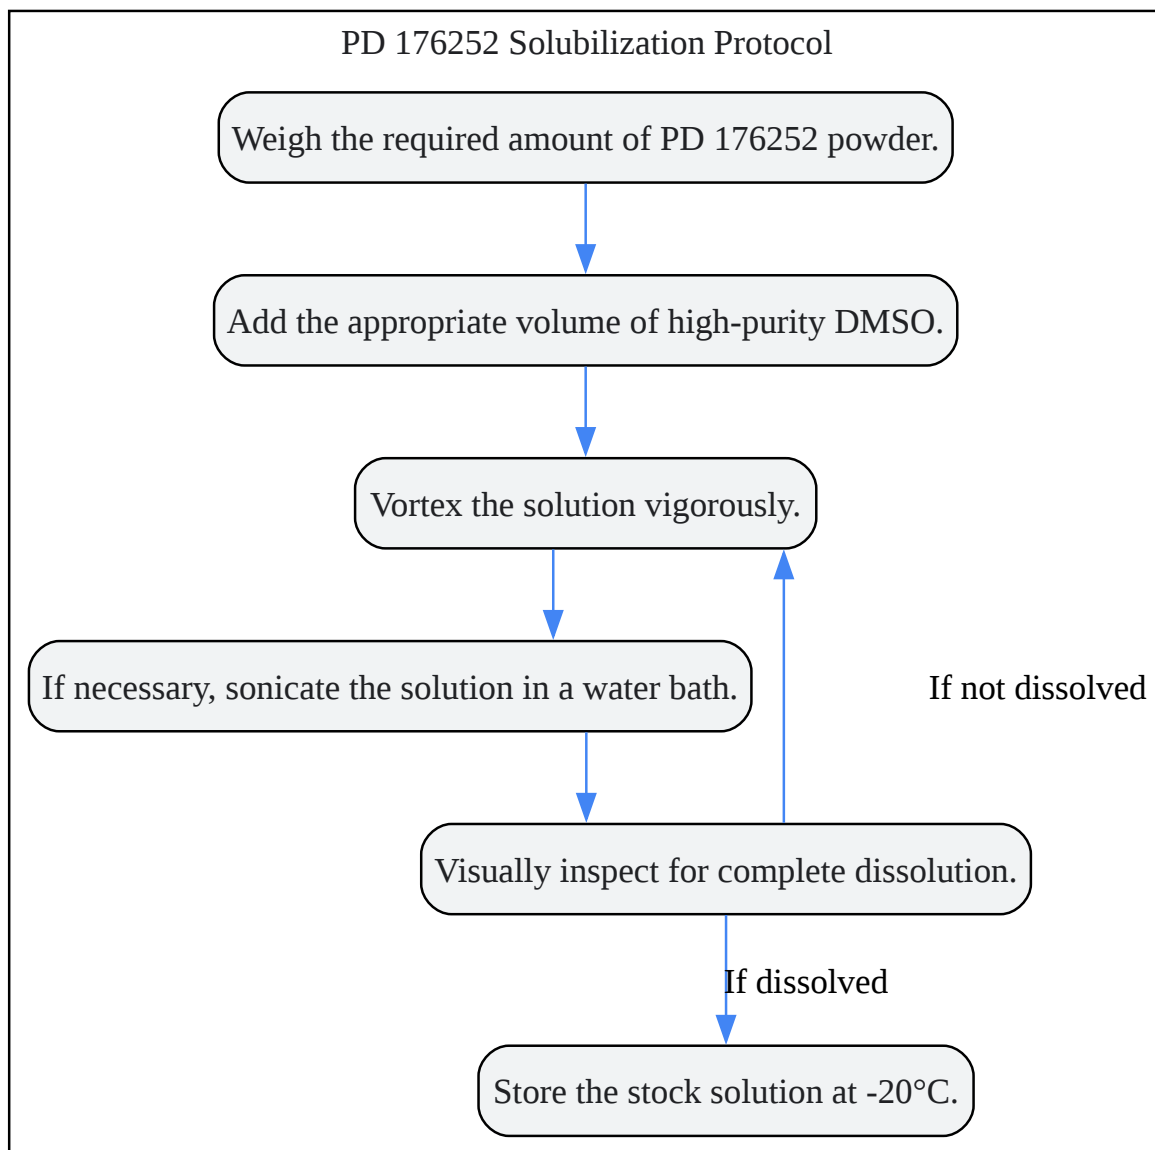 PD 176252 Solubilization Protocol
Weigh the required amount of PD 176252 powder.
Add the appropriate volume of high-purity DMSO.
Vortex the solution vigorously.
If necessary, sonicate the solution in a water bath.
If not dissolved
Visually inspect for complete dissolution.
If dissolved
Store the stock solution at -20°C.